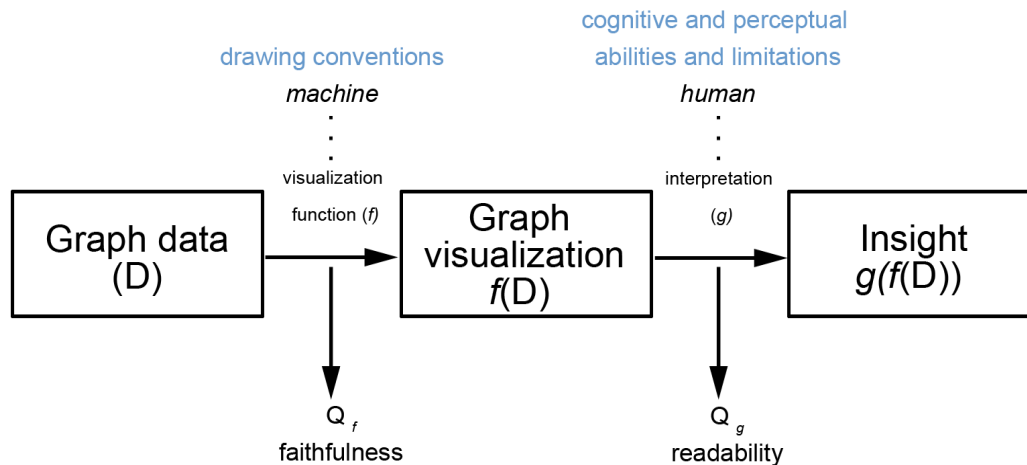 drawing conventions
machine
visualization
function (f)
cognitive and perceptual
abilities and limitations
human
interpretation
(g)
Graph data
(D)
Graph
visualization
f(D)
Insight
g(f(D))
Q f
faithfulness
Q g
readability